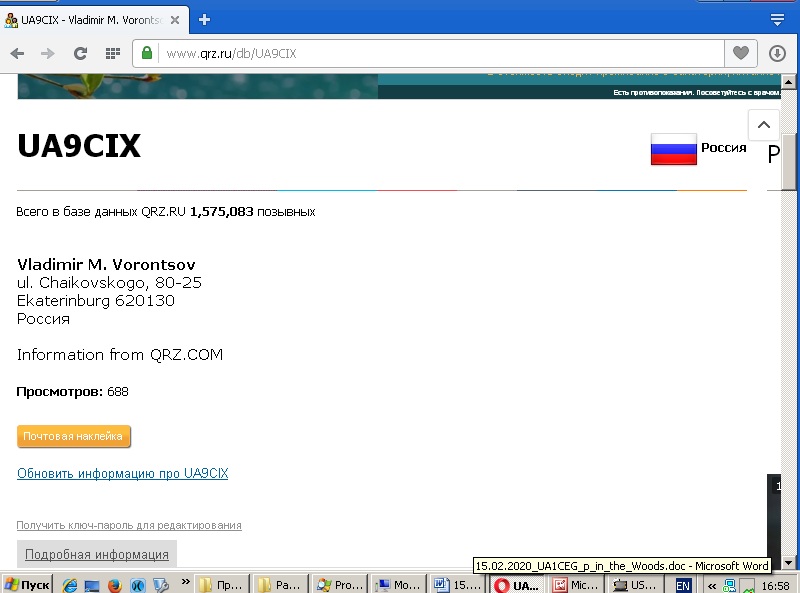 UA9CIX - Vladimir M. Vorontso
www.qrz.ru/db/UA9CIX
Есть противопоказания. Посоветуйтесь с врачом.
UA9CIX
Россия
Р
Всего в базе данных QRZ.RU 1,575,083 позывных
Vladimir M. Vorontsov
ul. Chaikovskogo, 80-25
Ekaterinburg 620130
Россия
Information from QRZ.COM
Просмотров: 688
Почтовая наклейка
Обновить информацию про UA9CIX
1
Получить ключ-пароль для редактирования
Подробная информация
15.02.2020_UA1CEG_p_in_the_Woods.doc - Microsoft Word
Пуск
»
Пр...
Ра...
Pro...
Mo...
15....
UA...
Mic...
US...
EN
«
16:58